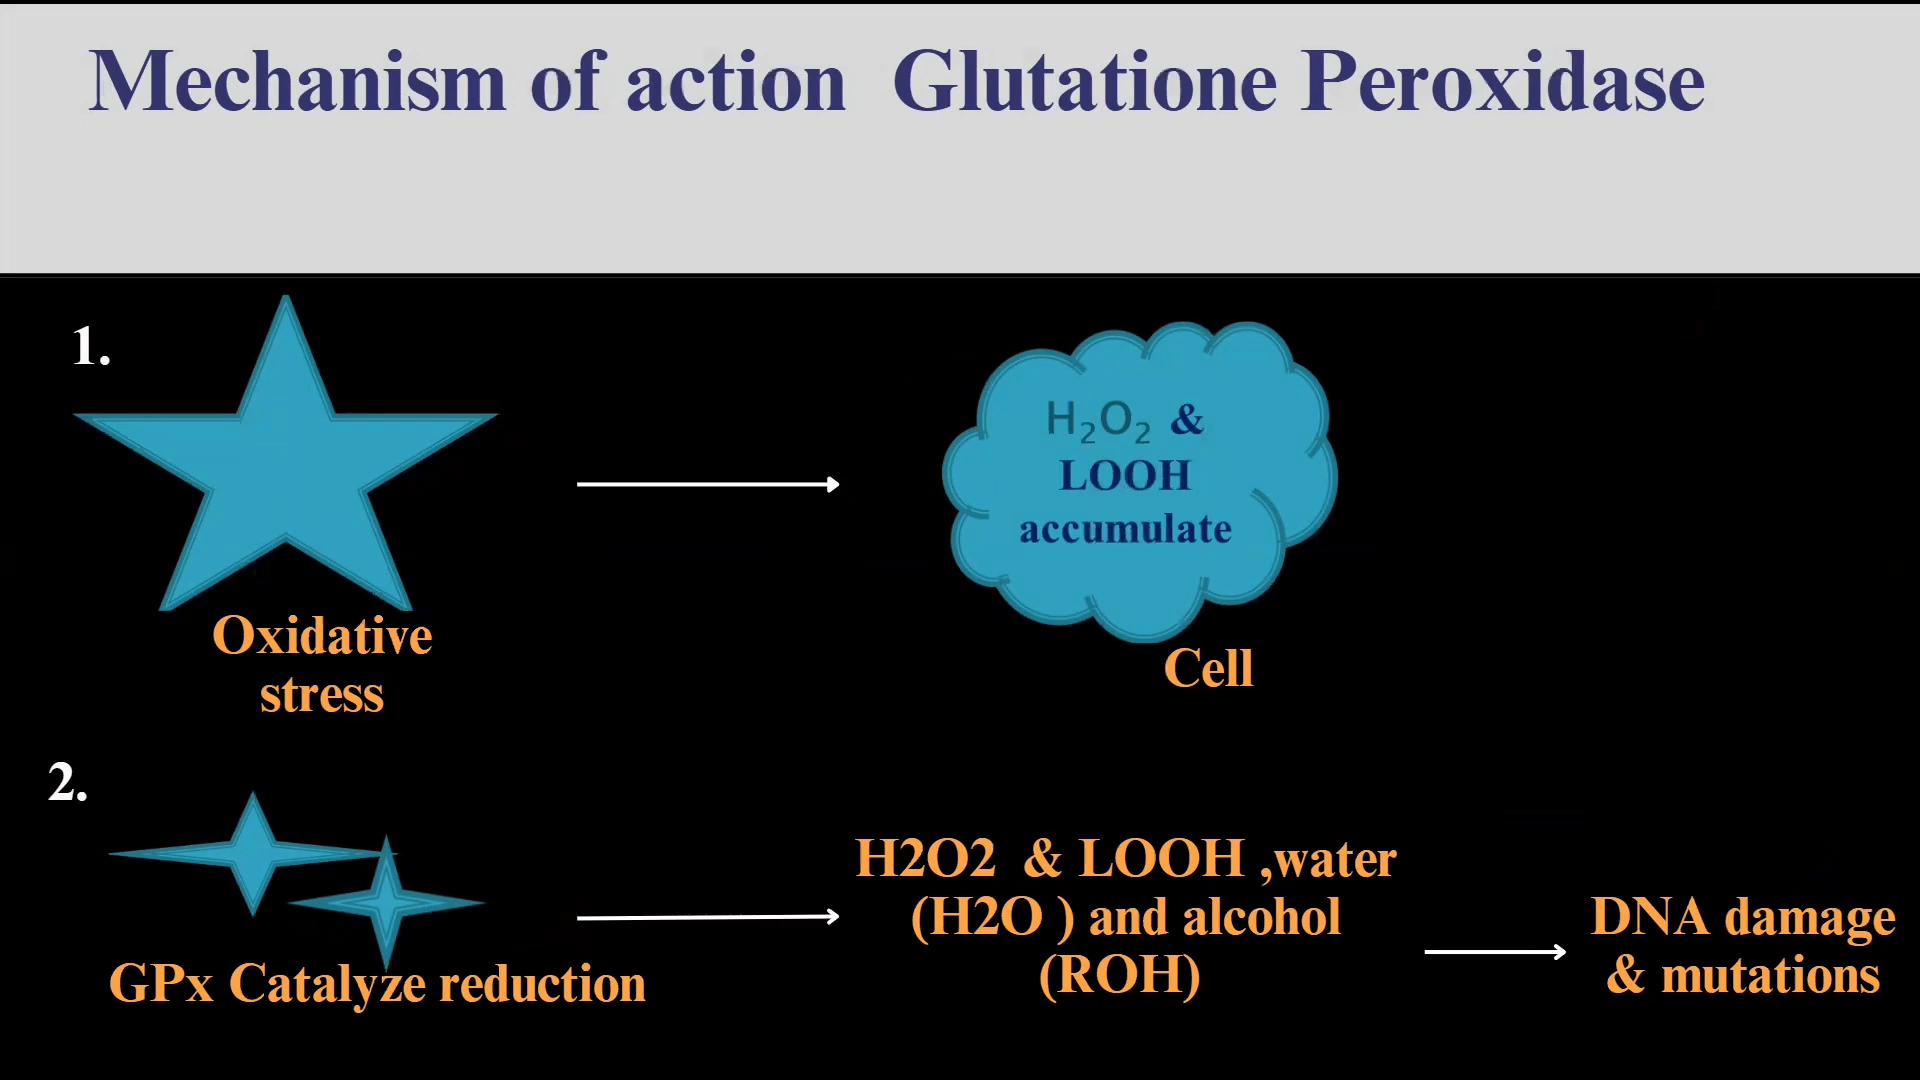 Mechanism of action  Glutatione Peroxidase
1.
H₂O₂ &
LOOH
accumulate
Oxidative
stress
Cell
2.
GPx Catalyze reduction
H2O2  & LOOH ,water
(H2O ) and alcohol
(ROH)
DNA damage
& mutations